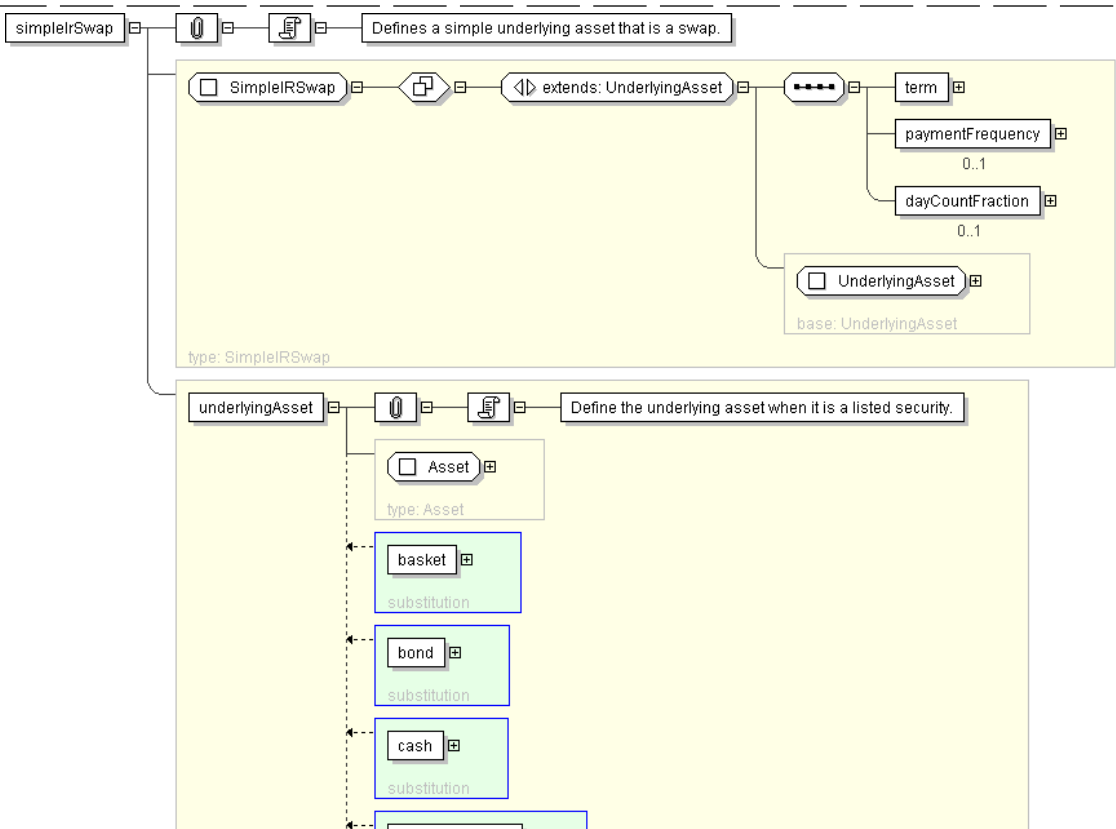 simpleIrSwap
Defines a simple underlying asset that is a swap.
SimpleIRSwap
extends: UnderlyingAsset
term
paymentFrequency
0..1
dayCountFraction
0..1
UnderlyingAsset
base: UnderlyingAsset
type: SimpleIRSwap
underlyingAsset
Define the underlying asset when it is a listed security.
Asset
type: Asset
basket
substitution
bond
substitution
cash
substitution